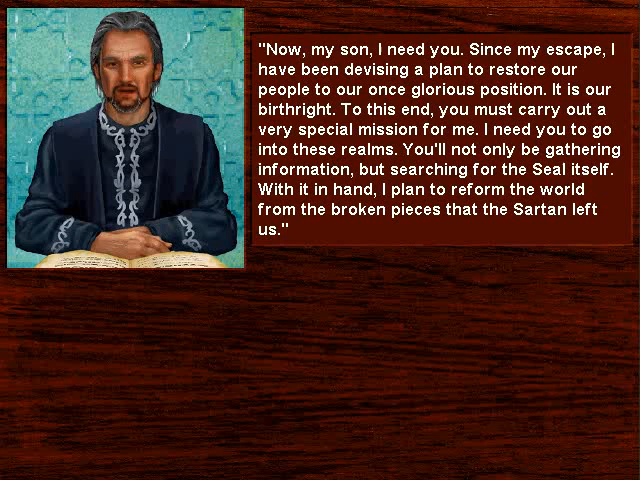 "Now, my son, I need you. Since my escape, I
have been devising a plan to restore our
people to our once glorious position. It is our
birthright. To this end, you must carry out a
very special mission for me. I need you to go
into these realms. You'll not only be gathering
information, but searching for the Seal itself.
With it in hand, I plan to reform the world
from the broken pieces that the Sartan left
us."